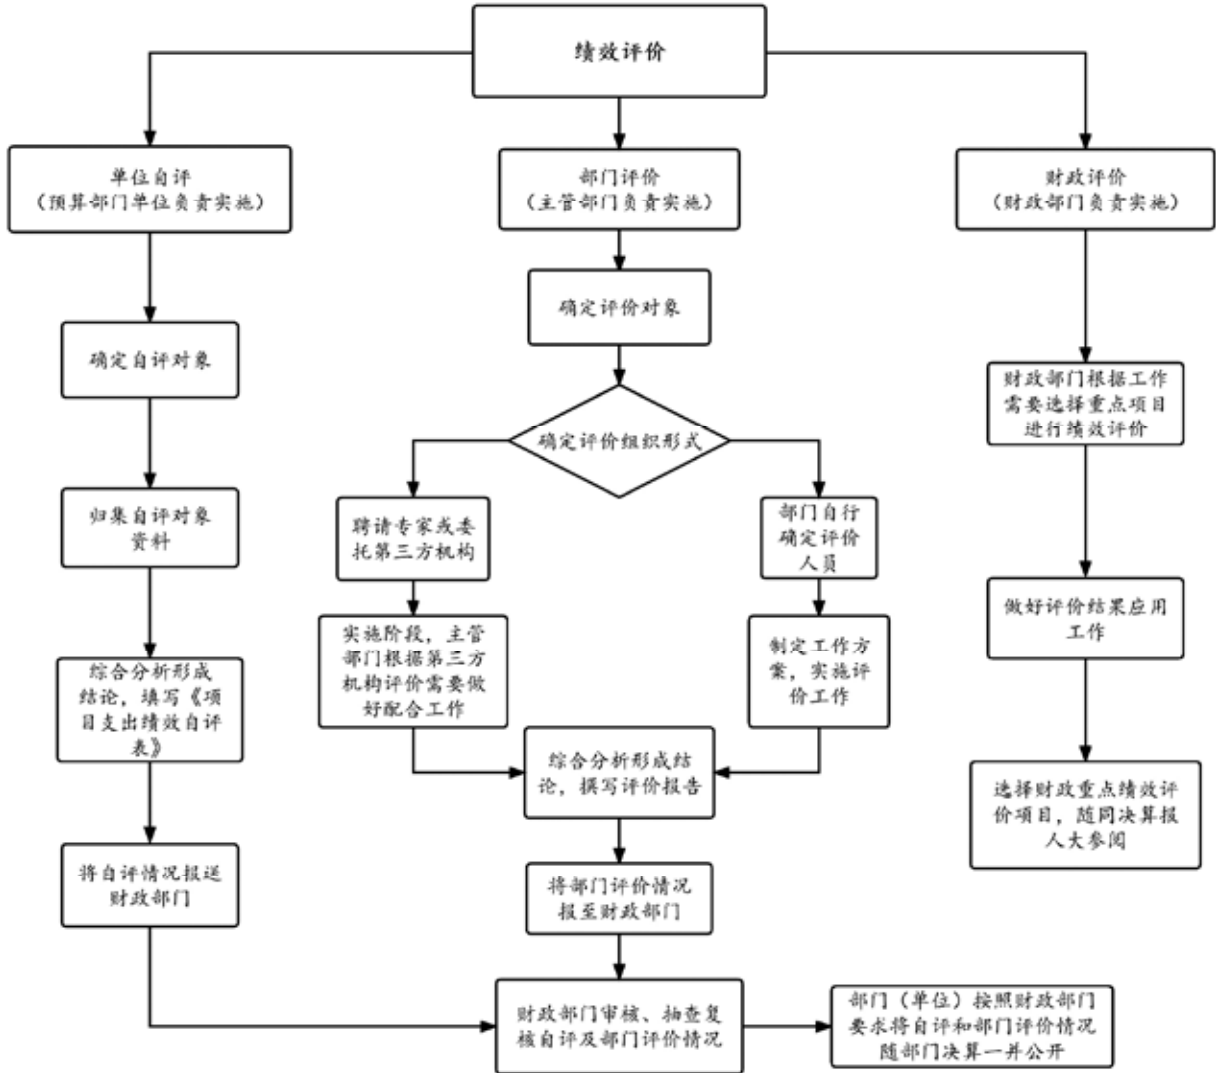 绩效评价
单位自评
（预算部门单位负责实施）
部门评价
（主管部门负责实施）
财政评价
（财政部门负责实施）
确定自评对象
归集自评对象
资料
综合分析形成
结论，填写《项
目支出绩效自评
表》
将自评情况报送
财政部门
确定评价对象
确定评价组织形式
聘请专家或委
托第三方机构
实施阶段，主管
部门根据第三方
机构评价需要做
好配合工作
部门自行
确定评价
人员
制定工作方
案，实施评
价工作
综合分析形成结
论，撰写评价报告
将部门评价情况
报至财政部门
财政部门审核、抽查复
核自评及部门评价情况
部门（单位）按照财政部门
要求将自评和部门评价情况
随部门决算一并公开
财政部门根据工作
需要选择重点项目
进行绩效评价
做好评价结果应用
工作
选择财政重点绩效评
价项目，随同决算报
人大参阅